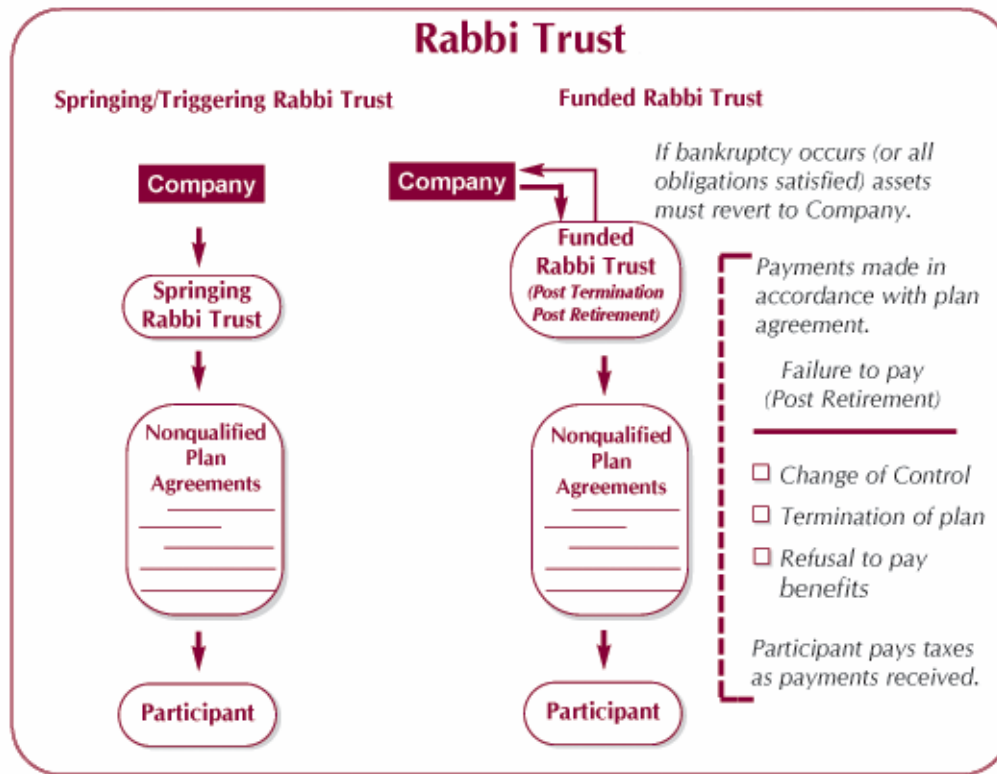 Rabbi Trust
Springing/Triggering Rabbi Trust
Company
Springing
Rabbi Trust
Nonqualified
Plan
Agreements
Participant
Funded Rabbi Trust
Company
If bankruptcy occurs (or all
obligations satisfied) assets
must revert to Company.
Funded
Rabbi Trust
(Post Termination
Post Retirement)
Nonqualified
Plan
Agreements
Participant
Payments made in
accordance with plan
agreement.
Failure to pay
(Post Retirement)
Change of Control
Termination of plan
Refusal to pay
benefits
Participant pays taxes
as payments received.